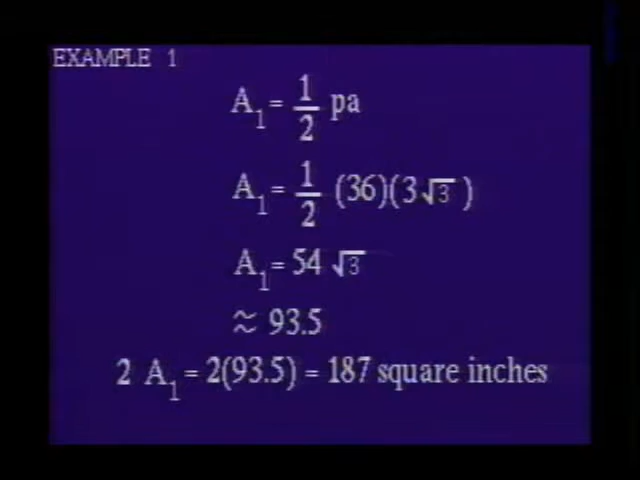 EXAMPLE 1
A₁ = 1/2 pa
A₁ = 1/2 (36)(3√3)
A₁ = 54 √3
≈ 93.5
2 A₁ = 2(93.5) = 187 square inches